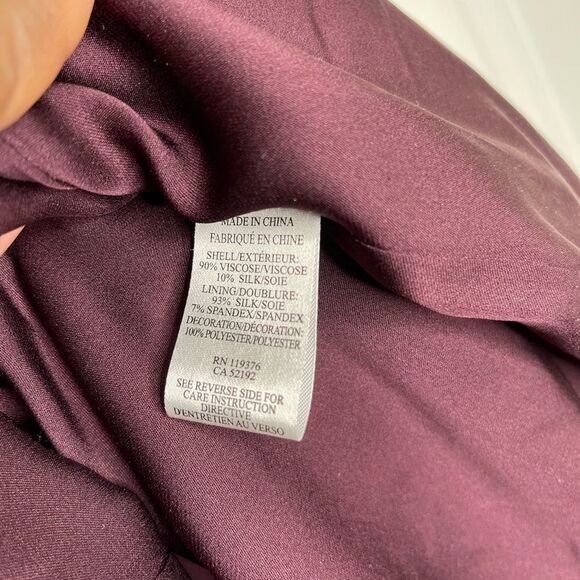 MADE IN CHINA
FABRIQUÉ EN CHINE
SHELL/EXTÉRIEUR:
90% VISCOSE/VISCOSE
10% SILK/SOIE
LINING/DOUBLURE:
93% SILK/SOIE
7% SPANDEX/SPANDEX
DECORATION/DÉCORATION:
100% POLYESTER/POLYESTER
RN 119376
CA 52192
SEE REVERSE SIDE FOR
CARE INSTRUCTION
DIRECTIVE
D'ENTRETIEN AU VERSO